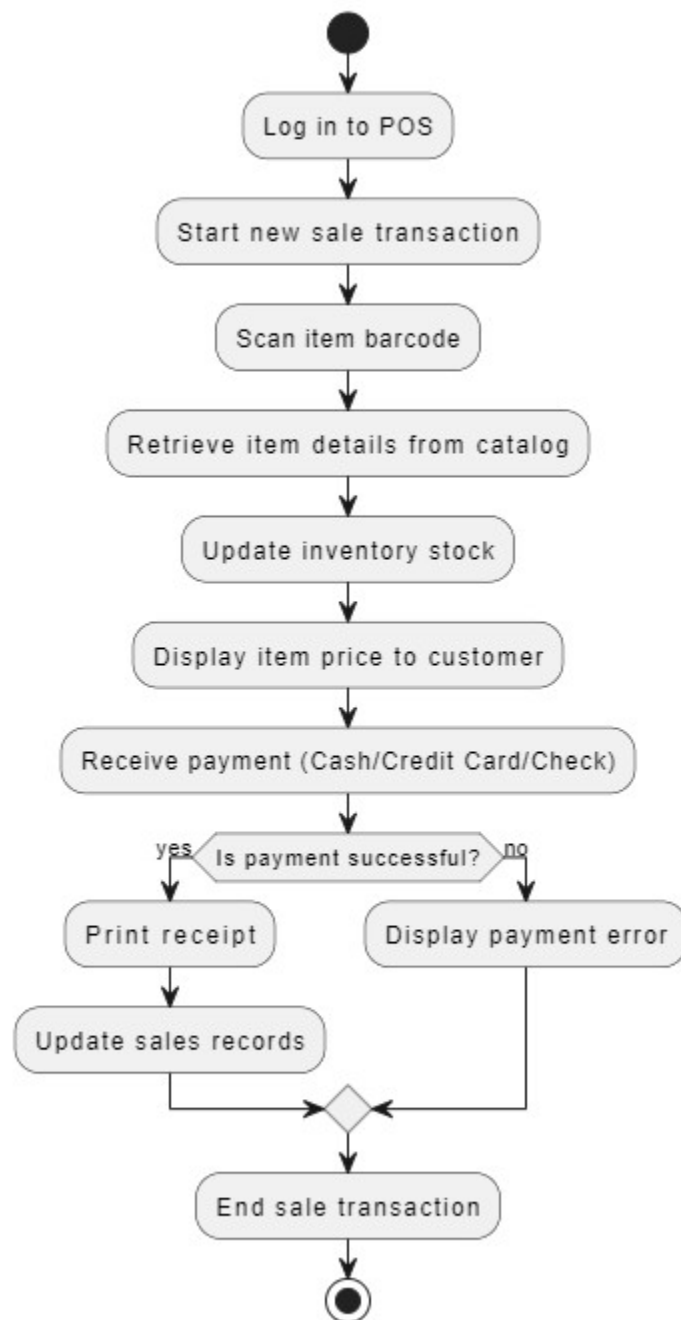 Log in to POS
Start new sale transaction
Scan item barcode
Retrieve item details from catalog
Update inventory stock
Display item price to customer
Receive payment (Cash/Credit Card/Check)
yes
Is payment successful?
no
Print receipt
Display payment error
Update sales records
End sale transaction